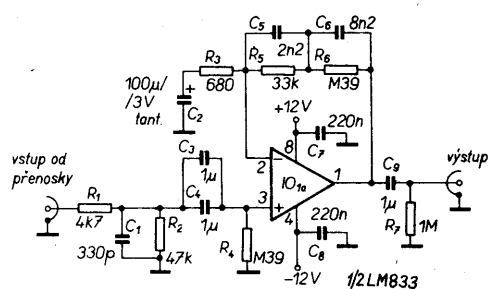 C5
2n2
C6
8n2
R3
680
R5
33k
R6
M39
100µ/
/3V
tant.
+
C2
+12V
220n
C7
8
2
−
3
+
1
IO1a
4
220n
C8
−12V
vstup od
přenosky
R1
4k7
330p
C1
R2
47k
C3
1µ
C4
1µ
R4
M39
C9
1µ
R7
1M
výstup
1/2LM833